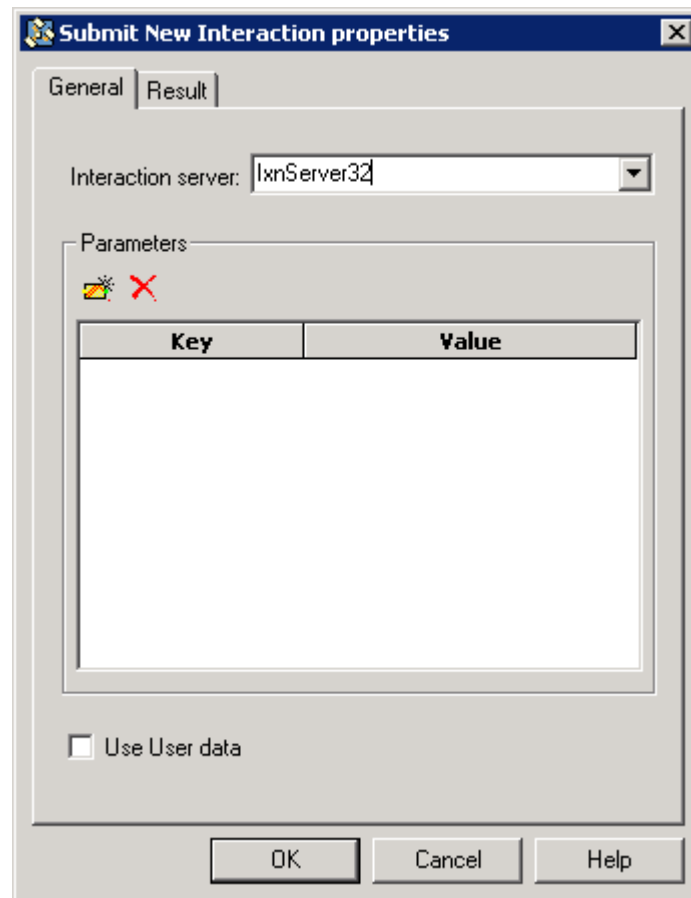 Submit New Interaction properties
General Result
Interaction server: IxnServer32
Parameters
Key Value
Use User data
OK Cancel Help